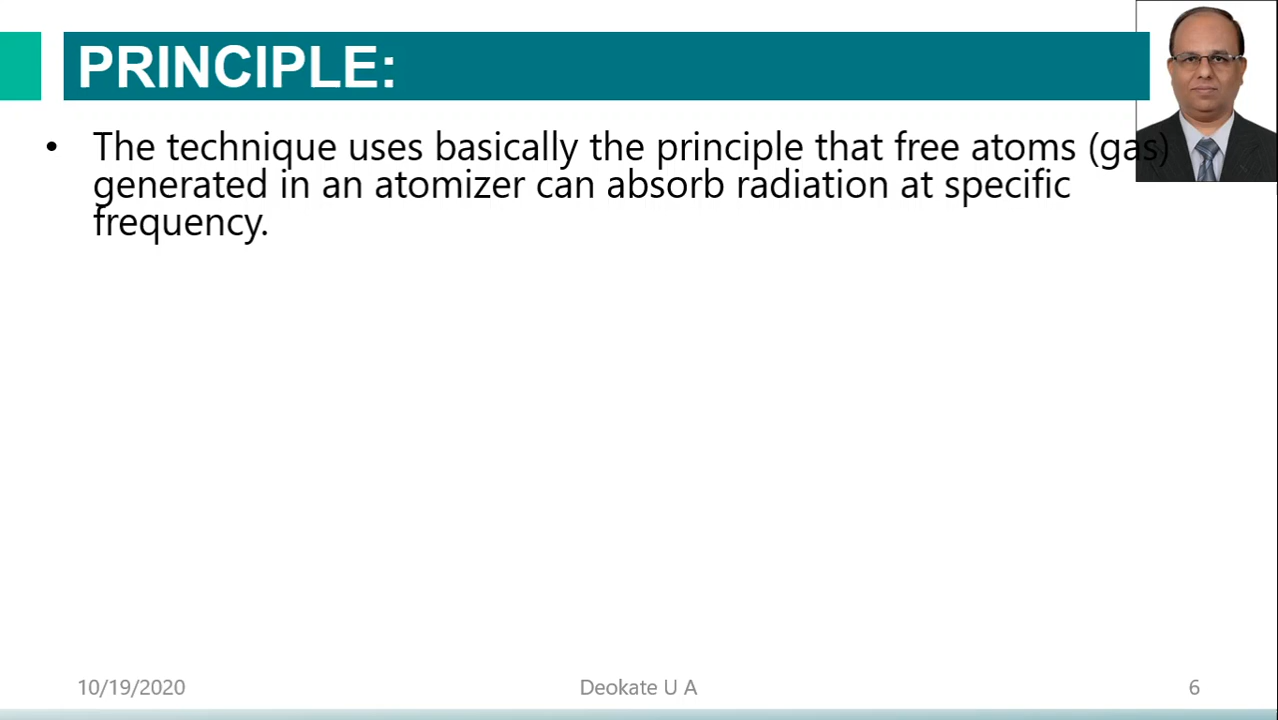 PRINCIPLE:
• The technique uses basically the principle that free atoms (gas)
generated in an atomizer can absorb radiation at specific
frequency.
10/19/2020
Deokate U A
6